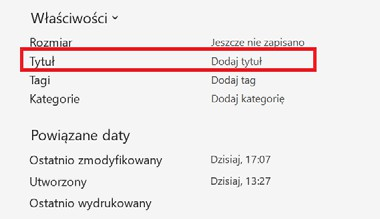 Właściwości
Rozmiar Jeszcze nie zapisano
Tytuł Dodaj tytuł
Tagi Dodaj tag
Kategorie Dodaj kategorię
Powiązane daty
Ostatnio zmodyfikowany Dzisiaj, 17:07
Utworzony Dzisiaj, 13:27
Ostatnio wydrukowany